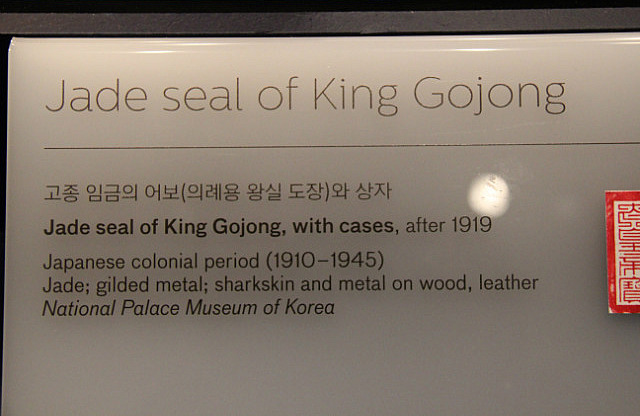 Jade seal of King Gojong
고종 임금의 어보(의례용 왕실 도장)와 상자
Jade seal of King Gojong, with cases, after 1919
Japanese colonial period (1910–1945)
Jade; gilded metal; sharkskin and metal on wood, leather
National Palace Museum of Korea